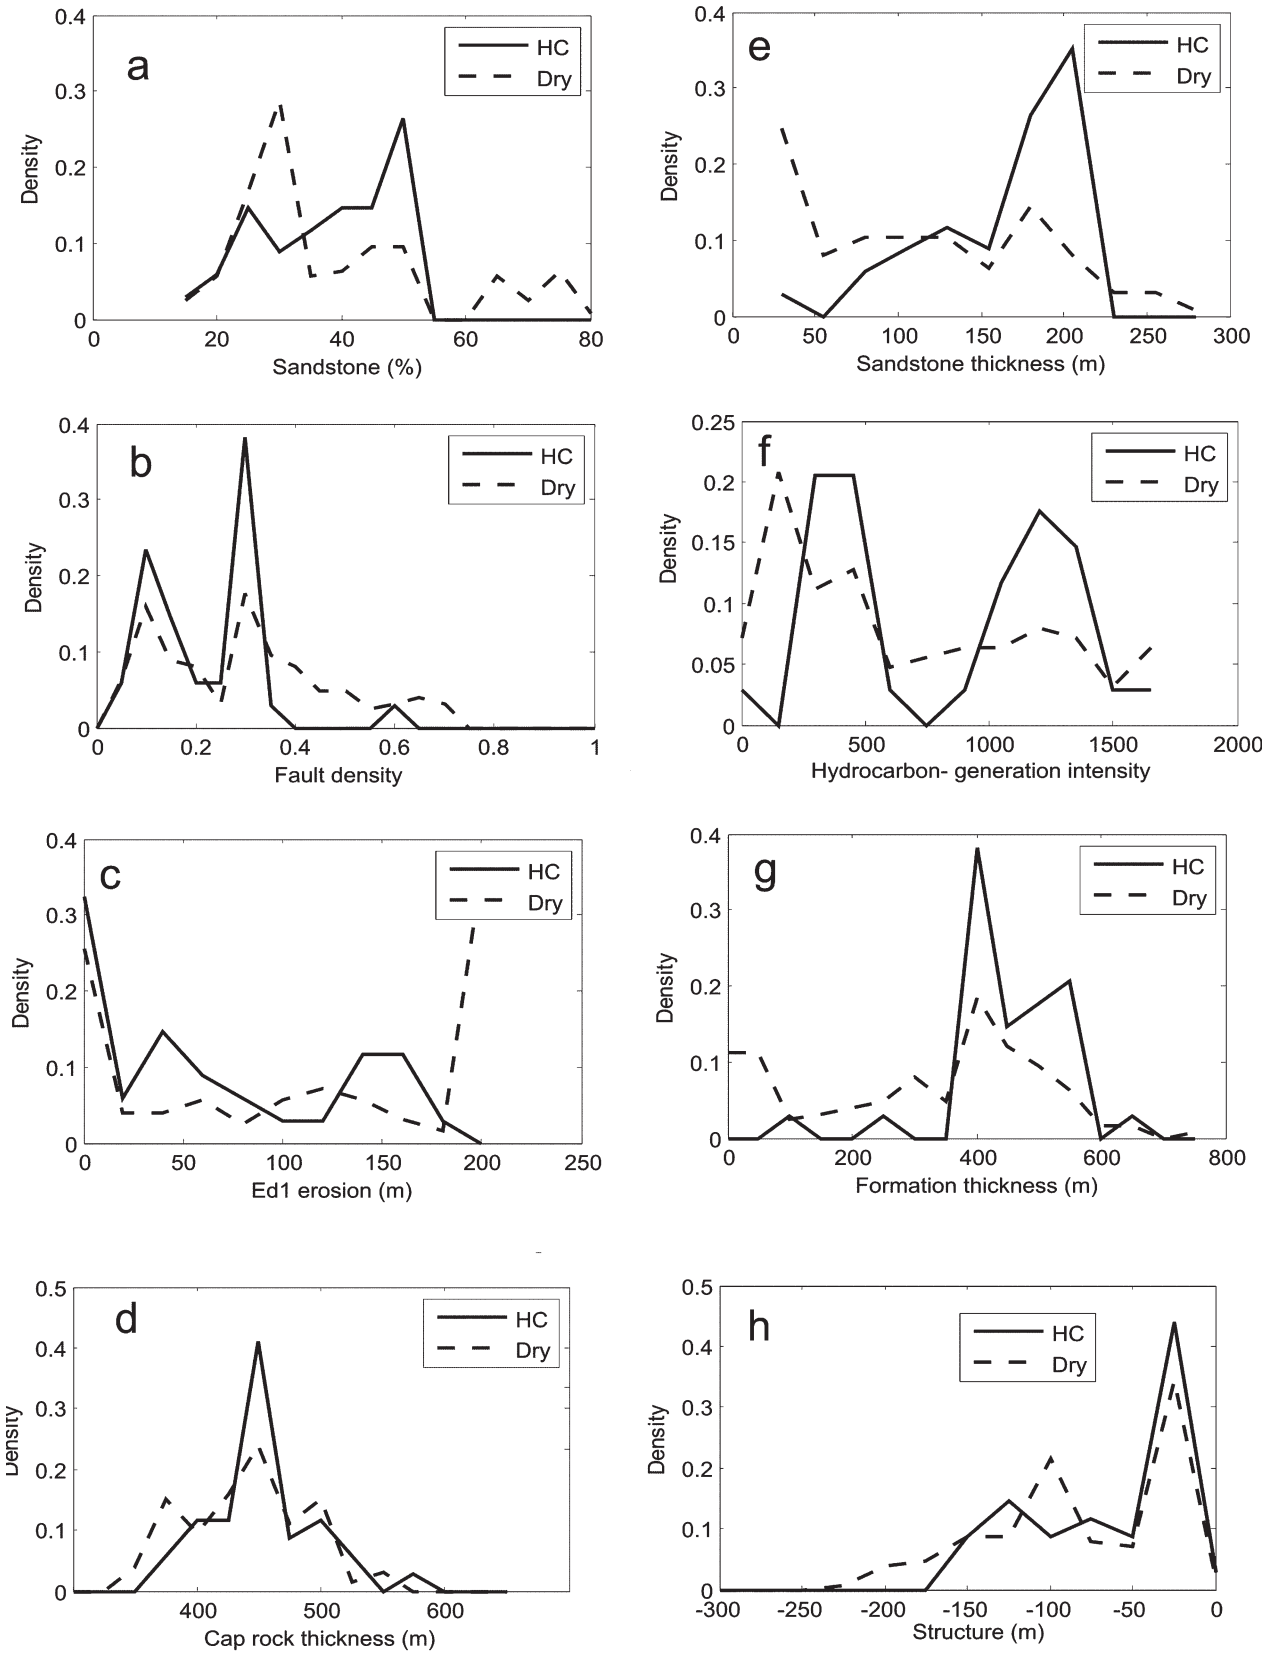 a
HC
Dry
Density
0.4
0.3
0.2
0.1
0
0 20 40 60 80
Sandstone (%)
e
HC
Dry
Density
0.4
0.3
0.2
0.1
0
0 50 100 150 200 250 300
Sandstone thickness (m)
b
HC
Dry
Density
0.4
0.3
0.2
0.1
0
0 0.2 0.4 0.6 0.8 1
Fault density
f
HC
Dry
Density
0.25
0.2
0.15
0.1
0.05
0
0 500 1000 1500 2000
Hydrocarbon- generation intensity
c
HC
Dry
Density
0.4
0.3
0.2
0.1
0
0 50 100 150 200 250
Ed1 erosion (m)
g
HC
Dry
Density
0.4
0.3
0.2
0.1
0
0 200 400 600 800
Formation thickness (m)
d
HC
Dry
Density
0.5
0.4
0.3
0.2
0.1
0
400 500 600
Cap rock thickness (m)
h
HC
Dry
Density
0.5
0.4
0.3
0.2
0.1
0
-300 -250 -200 -150 -100 -50 0
Structure (m)